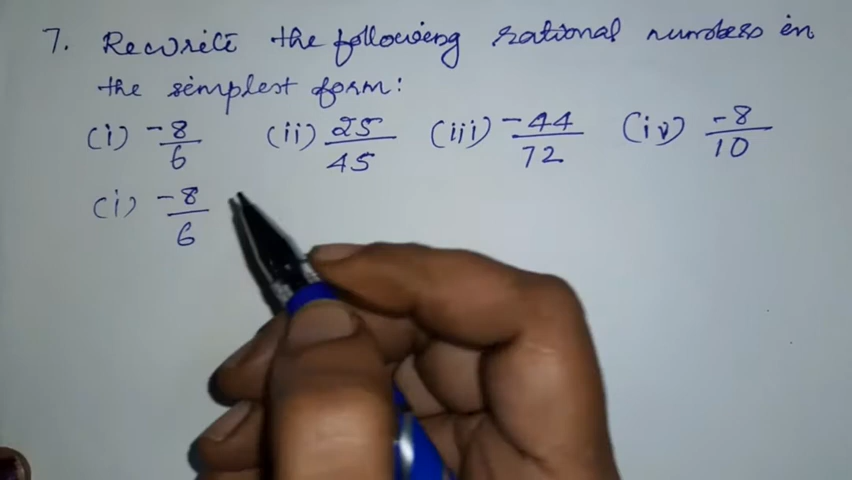 7. Rewrite the following rational numbers in
the simplest form:
(i) -8/6 (ii) 25/45 (iii) -44/72 (iv) -8/10
(i) -8/6